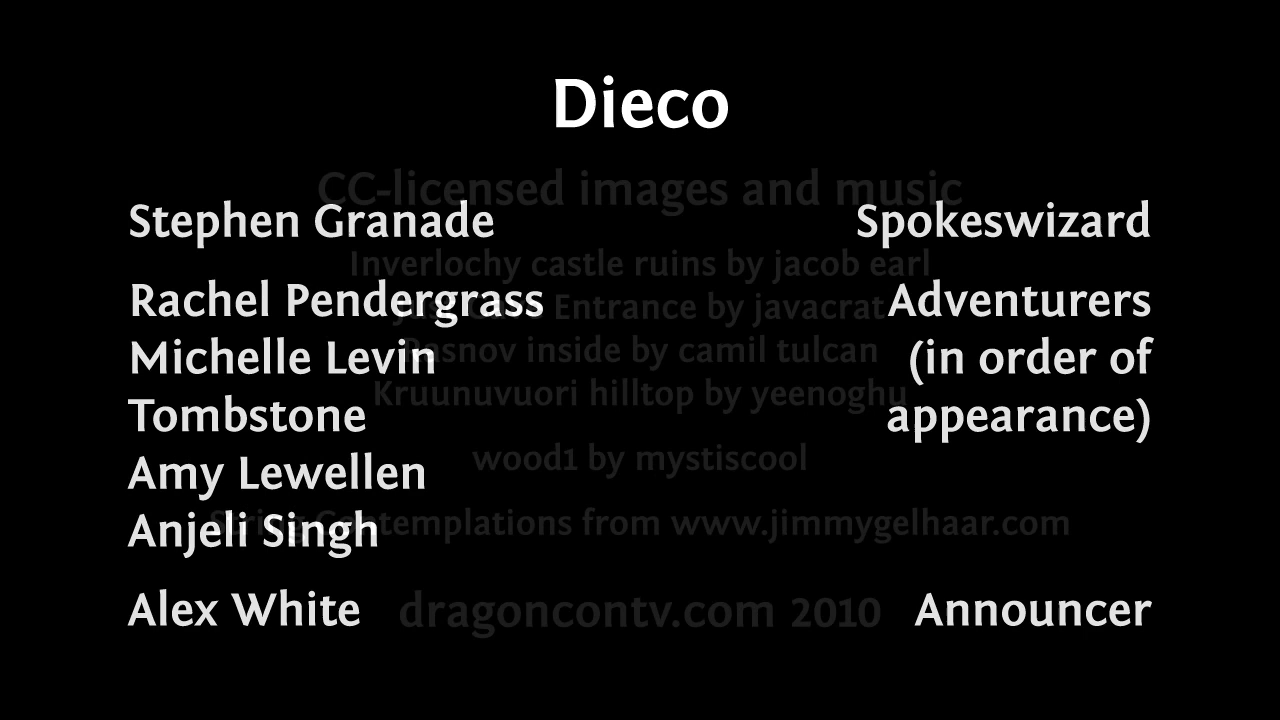 Dieco
CC-licensed images and music
Stephen Granade Spokeswizard
Inverlochy castle ruins by jacob earl
Rachel Pendergrass Adventurers
Entrance by javacrat
Michelle Levin (in order of
Rasnov inside by camil tulcan
Kruunuvuori hilltop by yeenoghu
Tombstone appearance)
wood1 by mystiscool
Amy Lewellen
Contemplations from www.jimmygelhaar.com
Anjeli Singh
Alex White Announcer
dragoncontv.com 2010